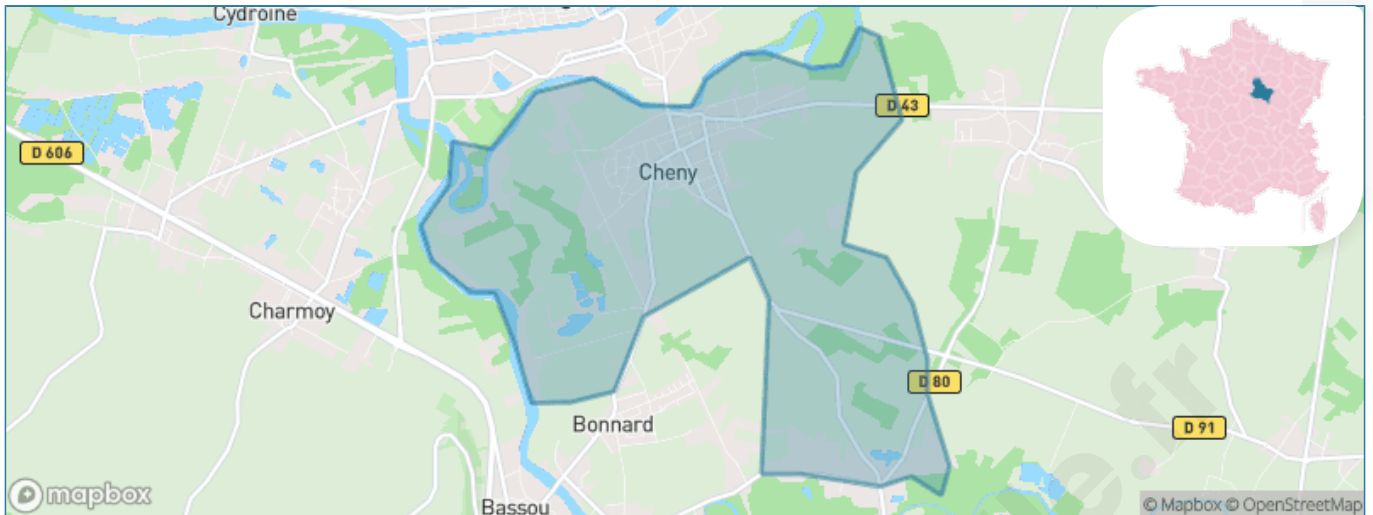 Cydroine
D 43
D 606
Cheny
Charmoy
D 80
Bonnard
D 91
Bassou
mapbox
© Mapbox © OpenStreetMap